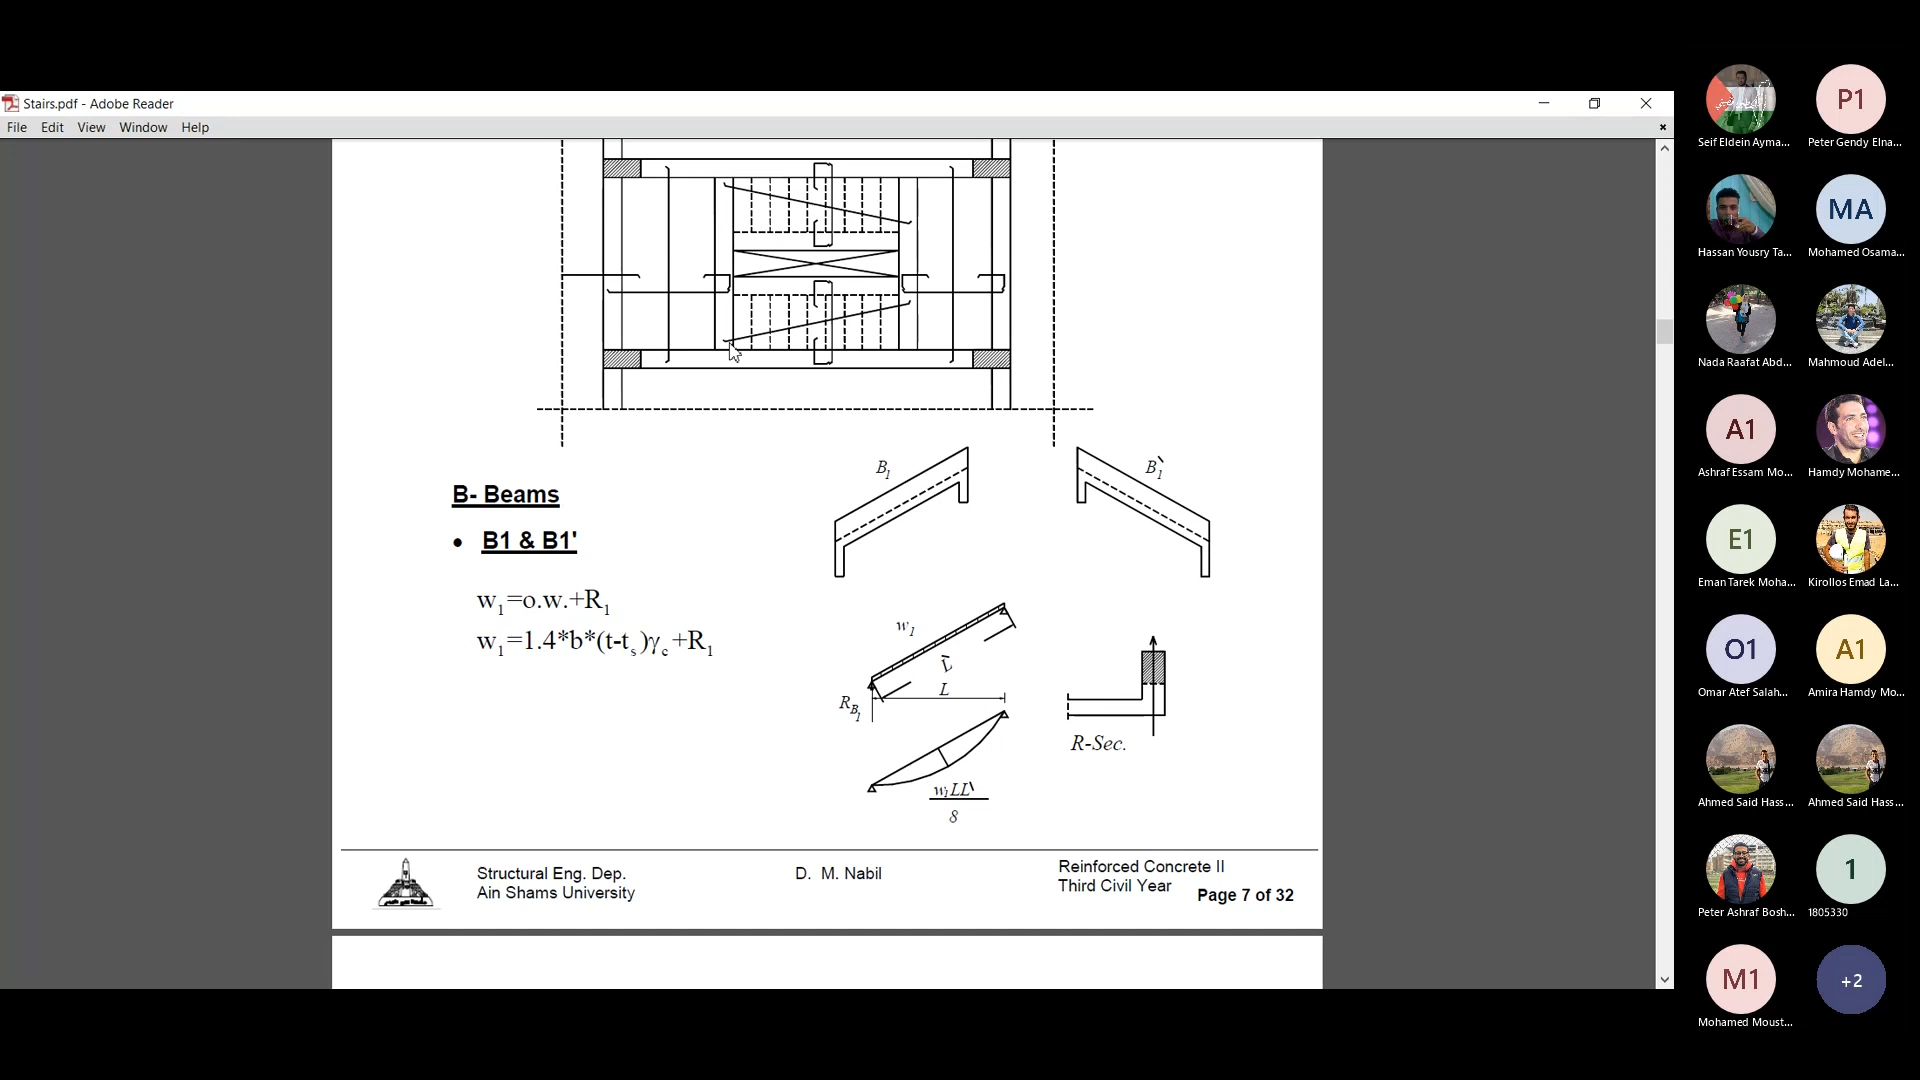 Stairs.pdf - Adobe Reader
File Edit View Window Help
B- Beams
• B1 & B1'
w₁=o.w.+R₁
w₁=1.4*b*(t-tₛ)γ꜀+R₁
B₁
B₁`
w₁
L`
L
R_B₁
w₁LL`
8
R-Sec.
Structural Eng. Dep.
Ain Shams University
D. M. Nabil
Reinforced Concrete II
Third Civil Year
Page 7 of 32
Seif Eldein Ayma...
P1
Peter Gendy Elna...
Hassan Yousry Ta...
MA
Mohamed Osama...
Nada Raafat Abd...
Mahmoud Adel...
A1
Ashraf Essam Mo...
Hamdy Mohame...
E1
Eman Tarek Moha...
Kirollos Emad La...
O1
Omar Atef Salah...
A1
Amira Hamdy Mo...
Ahmed Said Hass...
Ahmed Said Hass...
Peter Ashraf Bosh...
1
1805330
M1
Mohamed Moust...
+2